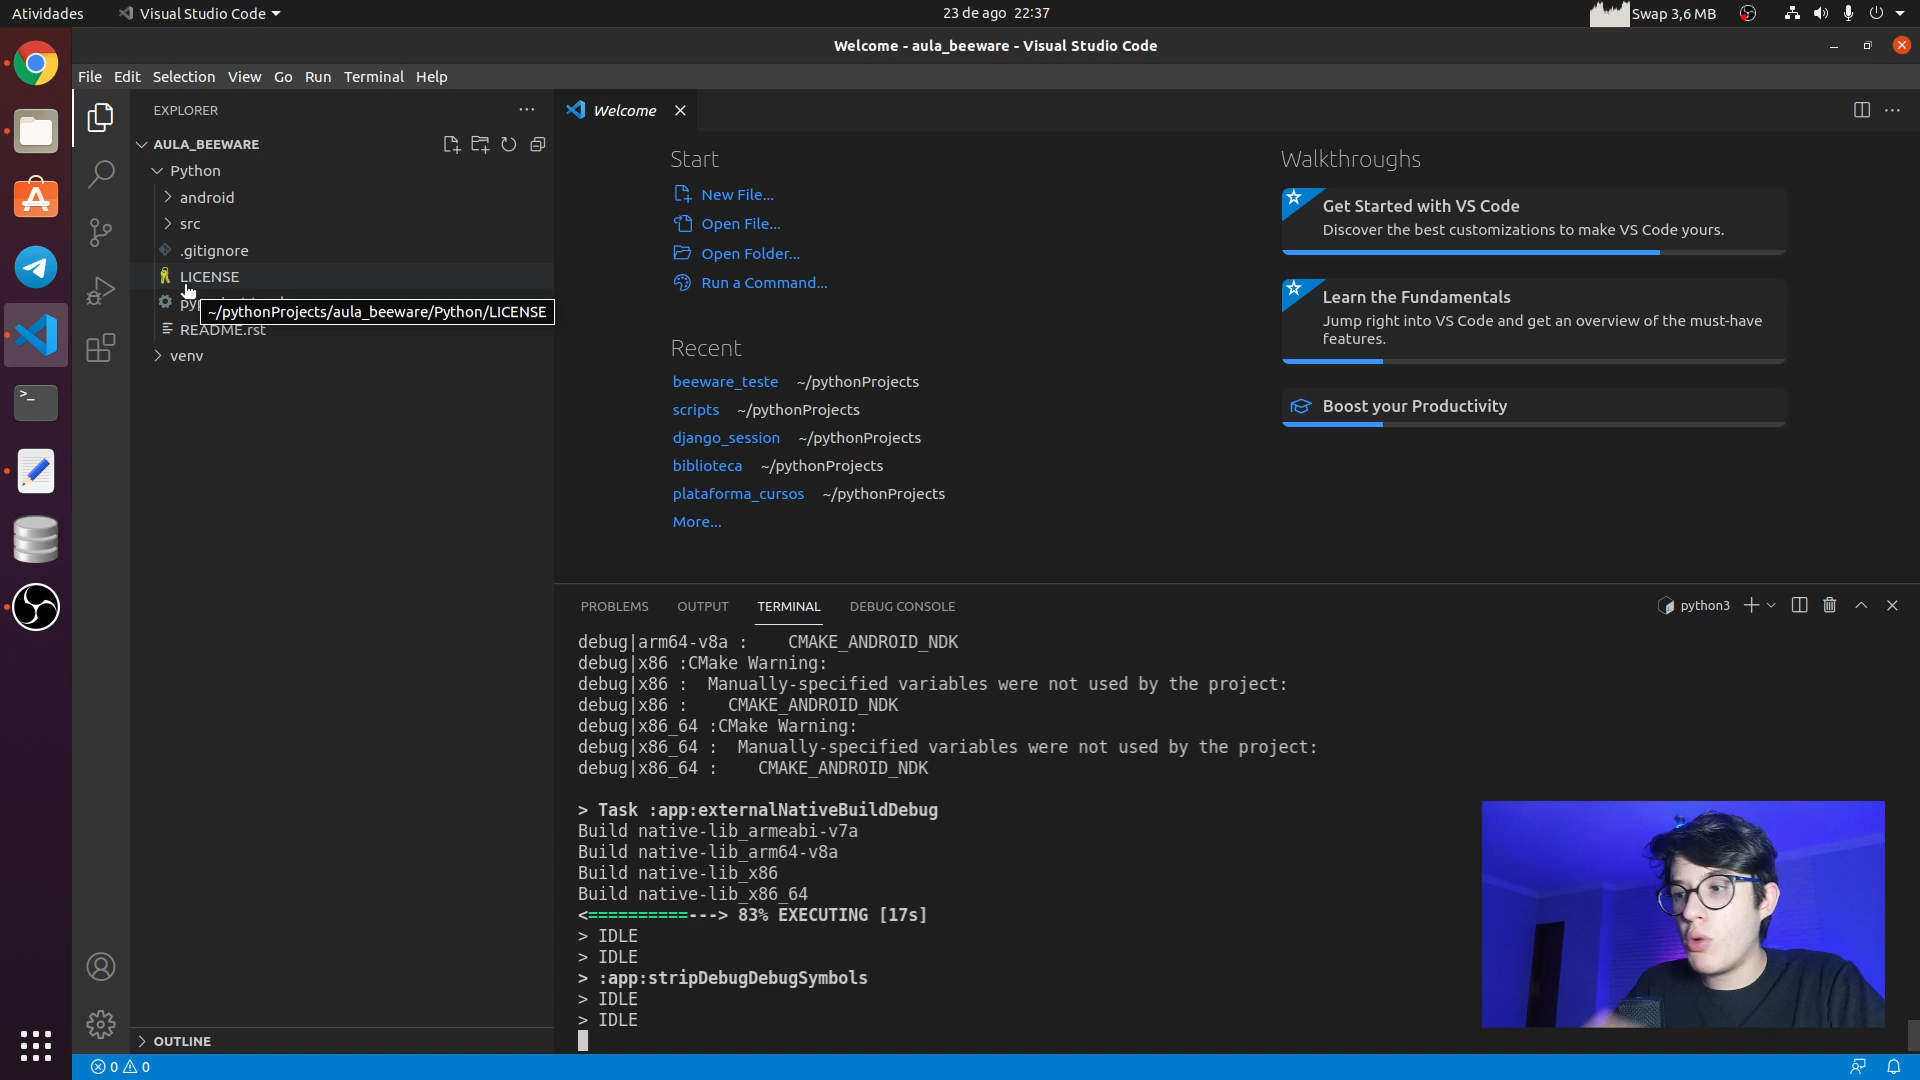 Atividades
Visual Studio Code
23 de ago 22:37
Swap 3,6 MB
Welcome - aula_beeware - Visual Studio Code
File Edit Selection View Go Run Terminal Help
EXPLORER
AULA_BEEWARE
Python
android
src
.gitignore
LICENSE
~/pythonProjects/aula_beeware/Python/LICENSE
README.rst
venv
OUTLINE
Welcome
Start
New File...
Open File...
Open Folder...
Run a Command...
Recent
beeware_teste ~/pythonProjects
scripts ~/pythonProjects
django_session ~/pythonProjects
biblioteca ~/pythonProjects
plataforma_cursos ~/pythonProjects
More...
Walkthroughs
Get Started with VS Code
Discover the best customizations to make VS Code yours.
Learn the Fundamentals
Jump right into VS Code and get an overview of the must-have
features.
Boost your Productivity
PROBLEMS OUTPUT TERMINAL DEBUG CONSOLE
python3
debug|arm64-v8a :    CMAKE_ANDROID_NDK
debug|x86 :CMake Warning:
debug|x86 :  Manually-specified variables were not used by the project:
debug|x86 :    CMAKE_ANDROID_NDK
debug|x86_64 :CMake Warning:
debug|x86_64 :  Manually-specified variables were not used by the project:
debug|x86_64 :    CMAKE_ANDROID_NDK
> Task :app:externalNativeBuildDebug
Build native-lib_armeabi-v7a
Build native-lib_arm64-v8a
Build native-lib_x86
Build native-lib_x86_64
<==========---> 83% EXECUTING [17s]
> IDLE
> IDLE
> :app:stripDebugDebugSymbols
> IDLE
> IDLE
0 0